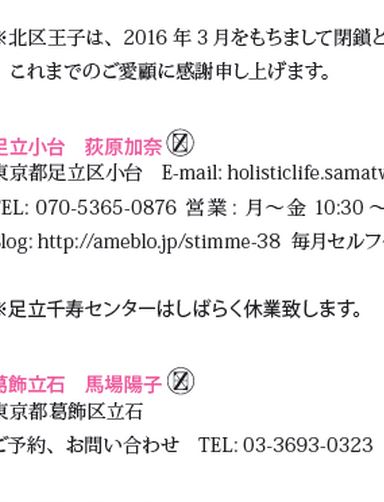 ※北区王子は、2016 年 3 月をもちまして閉鎖と
これまでのご愛顧に感謝申し上げます。
足立小台　荻原加奈 Z
東京都足立区小台　E-mail: holisticlife.samatw
TEL: 070-5365-0876 営業：月～金 10:30 ～
Blog: http://ameblo.jp/stimme-38 毎月セルフ
※足立千寿センターはしばらく休業致します。
葛飾立石　馬場陽子 Z
東京都葛飾区立石
ご予約、お問い合わせ　TEL: 03-3693-0323